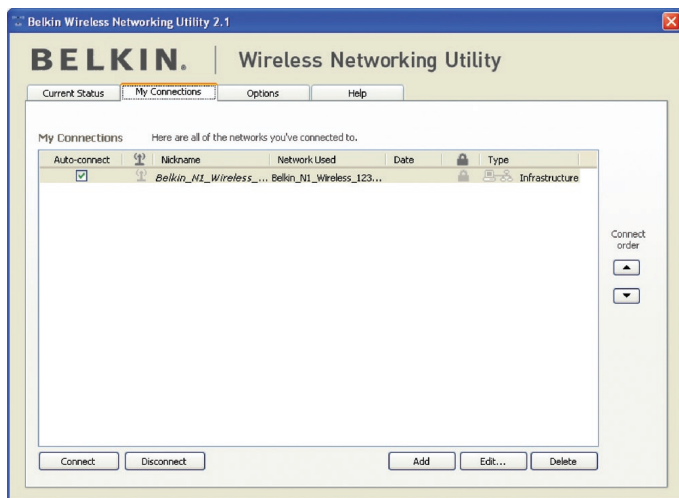 Belkin Wireless Networking Utility 2.1
BELKIN. | Wireless Networking Utility
Current Status My Connections Options Help
My Connections Here are all of the networks you've connected to.
Auto-connect Nickname Network Used Date Type
Belkin_N1_Wireless_... Belkin_N1_Wireless_123... Infrastructure
Connect order
Connect Disconnect Add Edit... Delete